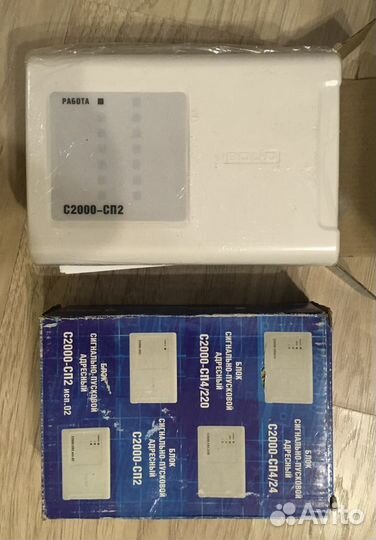 РАБОТА
С2000-СП2
BOLID
БЛОК
СИГНАЛЬНО-ПУСКОВОЙ
АДРЕСНЫЙ
С2000-СП2 исп.02
БЛОК
СИГНАЛЬНО-ПУСКОВОЙ
АДРЕСНЫЙ
С2000-СП4/220
БЛОК
СИГНАЛЬНО-ПУСКОВОЙ
АДРЕСНЫЙ
С2000-СП2
БЛОК
СИГНАЛЬНО-ПУСКОВОЙ
АДРЕСНЫЙ
С2000-СП4/24
Avito